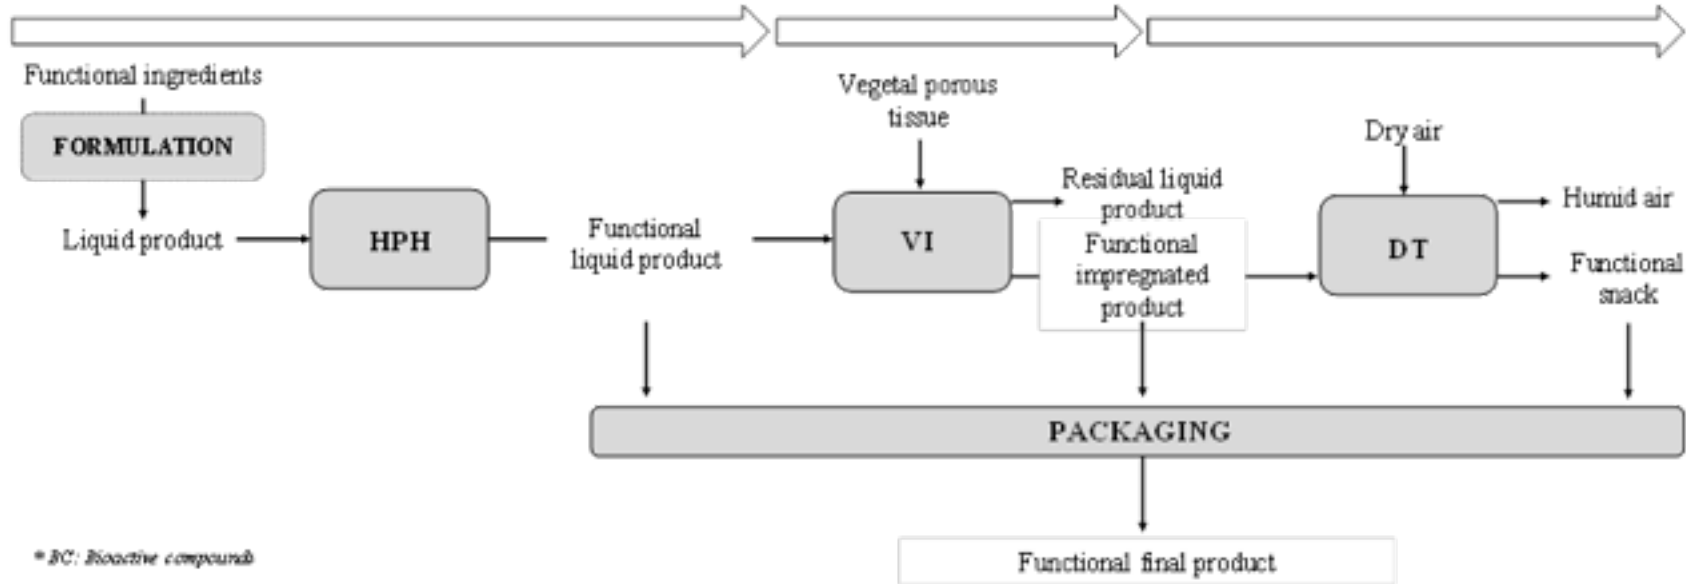 Functional ingredients
FORMULATION
Liquid product
HPH
Functional
liquid product
Vegetal porous
tissue
VI
Residual liquid
product
Functional
impregnated
product
Dry air
DT
Humid air
Functional
snack
PACKAGING
Functional final product
* BC: Bioactive compounds